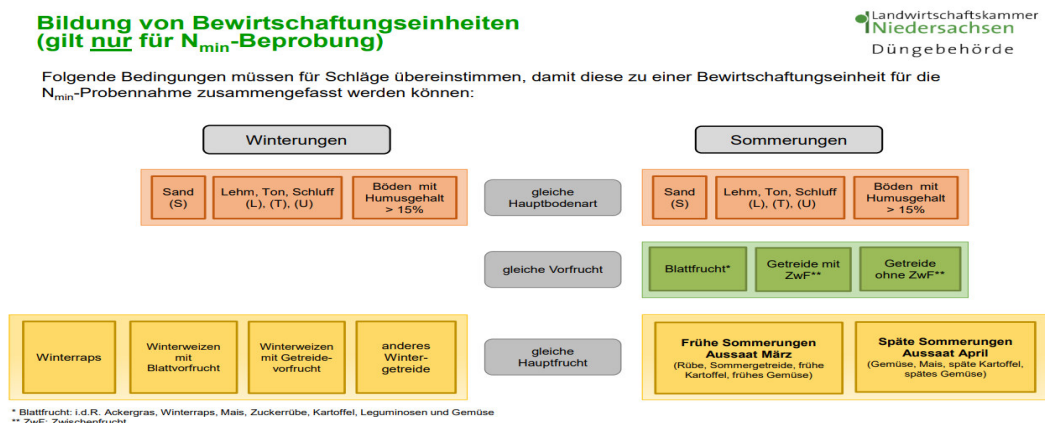 Bildung von Bewirtschaftungseinheiten
(gilt nur für Nmin-Beprobung)
Landwirtschaftskammer
Niedersachsen
Düngebehörde
Folgende Bedingungen müssen für Schläge übereinstimmen, damit diese zu einer Bewirtschaftungseinheit für die
Nmin-Probennahme zusammengefasst werden können:
Winterungen
Sommerungen
Sand
(S)
Lehm, Ton, Schluff
(L), (T), (U)
Böden mit
Humusgehalt
> 15%
gleiche
Hauptbodenart
Sand
(S)
Lehm, Ton, Schluff
(L), (T), (U)
Böden mit
Humusgehalt
> 15%
gleiche Vorfrucht
Blattfrucht*
Getreide mit
ZwF**
Getreide
ohne ZwF**
Winterraps
Winterweizen
mit
Blattvorfrucht
Winterweizen
mit Getreide-
vorfrucht
anderes
Winter-
getreide
gleiche
Hauptfrucht
Frühe Sommerungen
Aussaat März
(Rübe, Sommergetreide, frühe
Kartoffel, frühes Gemüse)
Späte Sommerungen
Aussaat April
(Gemüse, Mais, späte Kartoffel,
spätes Gemüse)
* Blattfrucht: i.d.R. Ackergras, Winterraps, Mais, Zuckerrübe, Kartoffel, Leguminosen und Gemüse
** ZwF: Zwischenfrucht